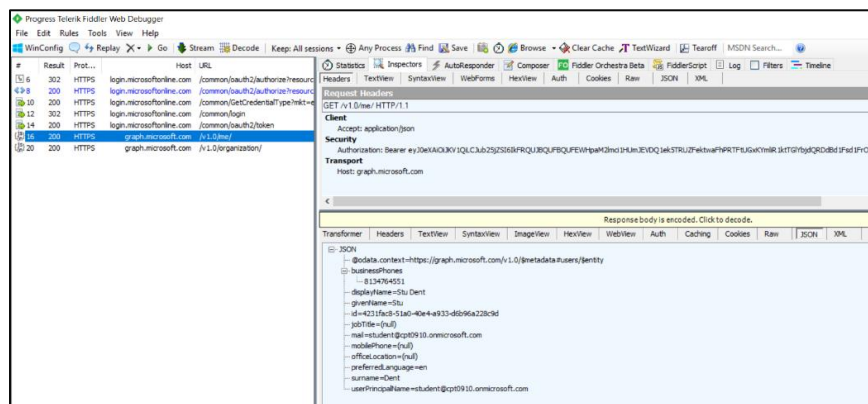 Progress Telerik Fiddler Web Debugger
File Edit Rules Tools View Help
WinConfig Replay X Go Stream Decode Keep: All sessions Any Process Find Save Browse Clear Cache TextWizard Tearoff MSDN Search...
# Result Prot... Host URL
6 302 HTTPS login.microsoftonline.com /common/oauth2/authorize?resourc
8 200 HTTPS login.microsoftonline.com /common/oauth2/authorize?resourc
10 200 HTTPS login.microsoftonline.com /common/GetCredentialType?mkt=e
12 302 HTTPS login.microsoftonline.com /common/login
14 200 HTTPS login.microsoftonline.com /common/oauth2/token
16 200 HTTPS graph.microsoft.com /v1.0/me/
20 200 HTTPS graph.microsoft.com /v1.0/organization/
Statistics Inspectors AutoResponder Composer FO Fiddler Orchestra Beta FiddlerScript Log Filters Timeline
Headers TextView SyntaxView WebForms HexView Auth Cookies Raw JSON XML
Request Headers
GET /v1.0/me/ HTTP/1.1
Client
Accept: application/json
Security
Authorization: Bearer
Transport
Host: graph.microsoft.com
Response body is encoded. Click to decode.
Transformer Headers TextView SyntaxView ImageView HexView WebView Auth Caching Cookies Raw JSON XML
JSON
@odata.context=https://graph.microsoft.com/v1.0/$metadata#users/$entity
businessPhones
8134764551
displayName=Stu Dent
givenName=Stu
id=4231fac8-51a0-40e4-a933-d6b96a228c9d
jobTitle=(null)
mail=student@cpt0910.onmicrosoft.com
mobilePhone=(null)
officeLocation=(null)
preferredLanguage=en
surname=Dent
userPrincipalName=student@cpt0910.onmicrosoft.com